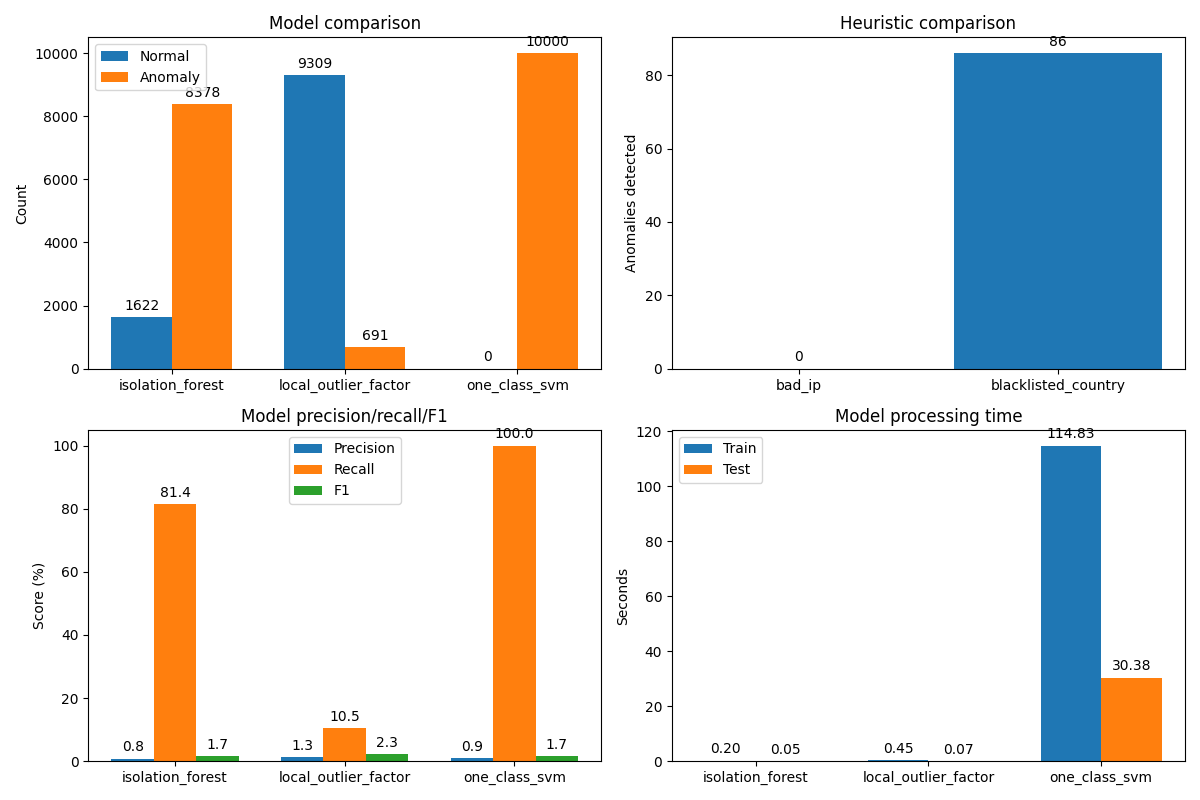 Model comparison
Count
10000
8000
6000
4000
2000
0
Normal
Anomaly
1622
8378
9309
691
0
10000
isolation_forest
local_outlier_factor
one_class_svm
Heuristic comparison
Anomalies detected
80
60
40
20
0
0
86
bad_ip
blacklisted_country
Model precision/recall/F1
Score (%)
100
80
60
40
20
0
Precision
Recall
F1
0.8
81.4
1.7
1.3
10.5
2.3
0.9
100.0
1.7
isolation_forest
local_outlier_factor
one_class_svm
Model processing time
Seconds
120
100
80
60
40
20
0
Train
Test
0.20
0.05
0.45
0.07
114.83
30.38
isolation_forest
local_outlier_factor
one_class_svm